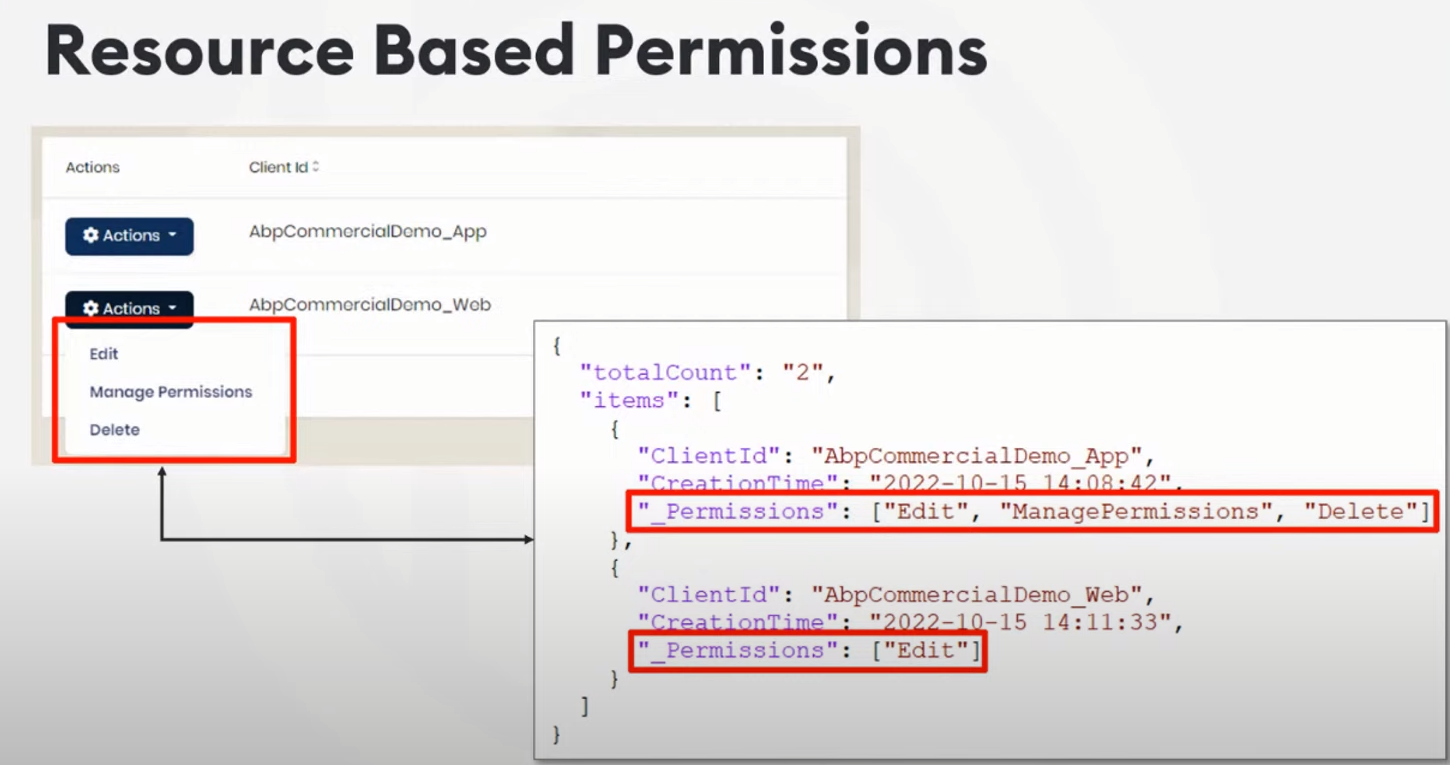 Resource Based Permissions
Actions
Client Id
Actions
AbpCommercialDemo_App
Actions
AbpCommercialDemo_Web
Edit
Manage Permissions
Delete
{
"totalCount": "2",
"items": [
{
"ClientId": "AbpCommercialDemo_App",
"CreationTime": "2022-10-15 14:08:42",
"_Permissions": ["Edit", "ManagePermissions", "Delete"]
},
{
"ClientId": "AbpCommercialDemo_Web",
"CreationTime": "2022-10-15 14:11:33",
"_Permissions": ["Edit"]
}
]
}